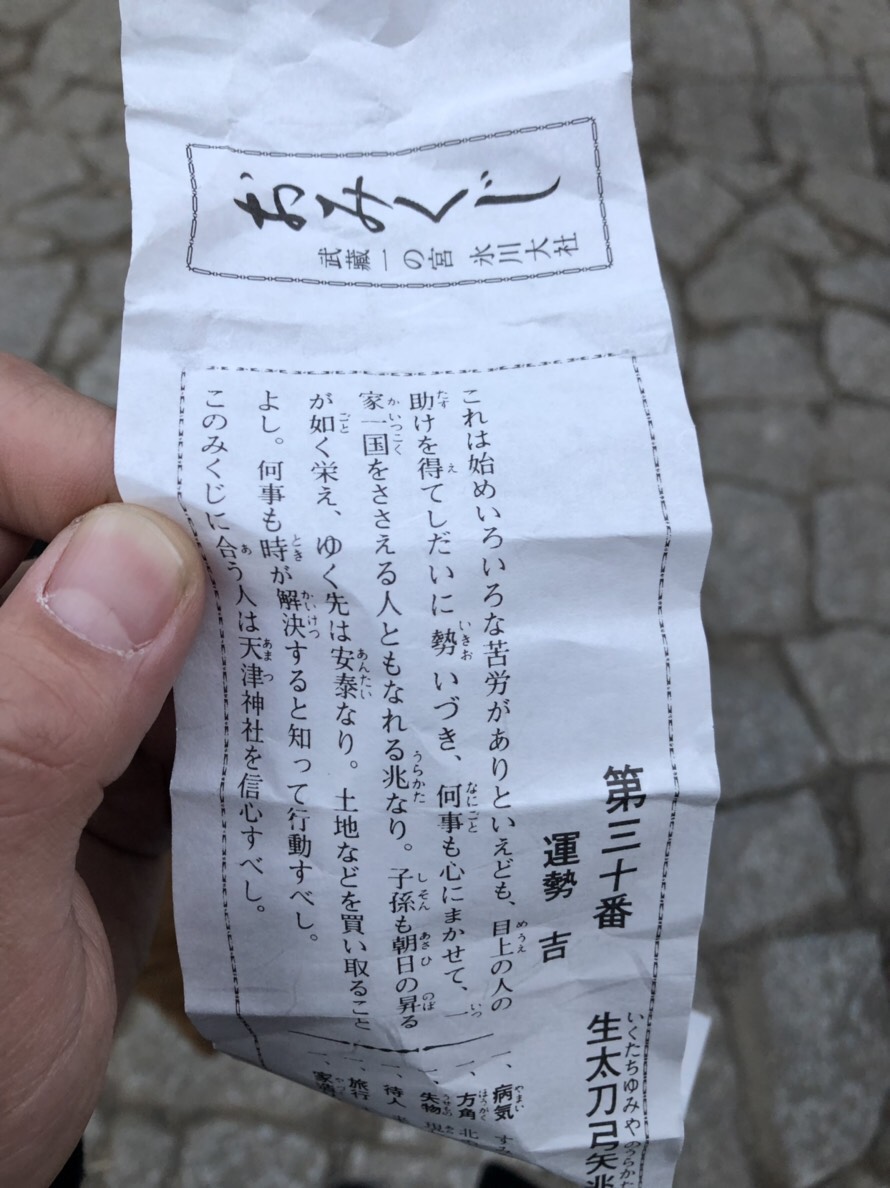 おみくじ
武蔵一の宮 氷川大社
第三十番
運勢 吉
生太刀弓矢兆
これは始めいろいろな苦労がありといえども、目上の人の
助けを得てしだいに勢いづき、何事も心にまかせて、一
家一国をささえる人ともなれる兆なり。子孫も朝日の昇る
が如く栄え、ゆく先は安泰なり。土地などを買い取ること
よし。何事も時が解決すると知って行動すべし。
このみくじに合う人は天津神社を信心すべし。
一、病気
一、方角 北
一、失物 現
一、待人
一、旅行